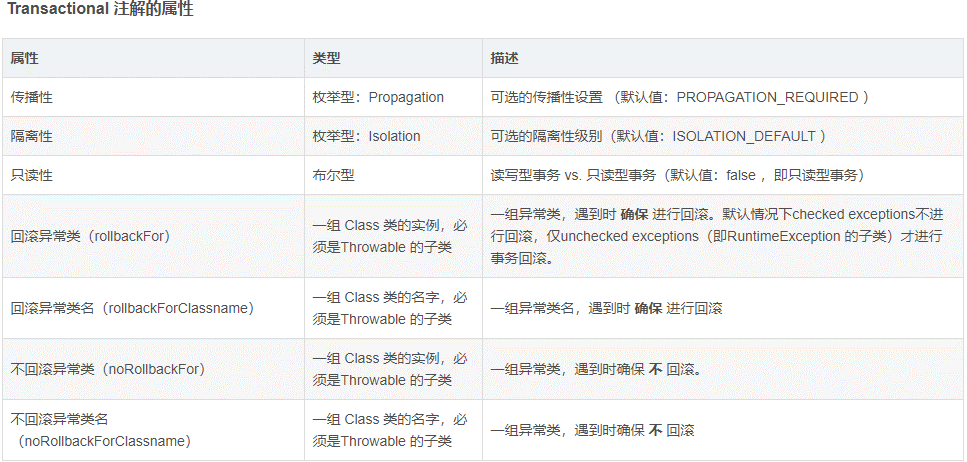 Transactional 注解的属性
属性
类型
描述
传播性
枚举型：Propagation
可选的传播性设置 （默认值：PROPAGATION_REQUIRED ）
隔离性
枚举型：Isolation
可选的隔离性级别（默认值：ISOLATION_DEFAULT ）
只读性
布尔型
读写型事务 vs. 只读型事务（默认值：false ，即只读型事务）
回滚异常类（rollbackFor）
一组 Class 类的实例，必
须是Throwable 的子类
一组异常类，遇到时 确保 进行回滚。默认情况下checked exceptions不进
行回滚，仅unchecked exceptions（即RuntimeException 的子类）才进行
事务回滚。
回滚异常类名（rollbackForClassname）
一组 Class 类的名字，必
须是Throwable 的子类
一组异常类名，遇到时 确保 进行回滚
不回滚异常类（noRollbackFor）
一组 Class 类的实例，必
须是Throwable 的子类
一组异常类，遇到时确保 不 回滚。
不回滚异常类名
（noRollbackForClassname）
一组 Class 类的名字，必
须是Throwable 的子类
一组异常类，遇到时确保 不 回滚